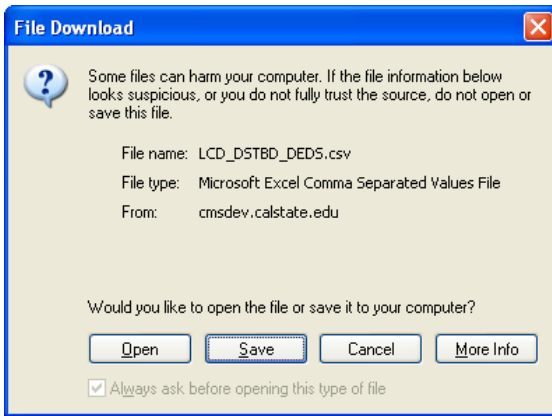 File Download
Some files can harm your computer. If the file information below
looks suspicious, or you do not fully trust the source, do not open or
save this file.
File name: LCD_DSTBD_DEDS.csv
File type: Microsoft Excel Comma Separated Values File
From: cmsdev.calstate.edu
Would you like to open the file or save it to your computer?
Open Save Cancel More Info
Always ask before opening this type of file